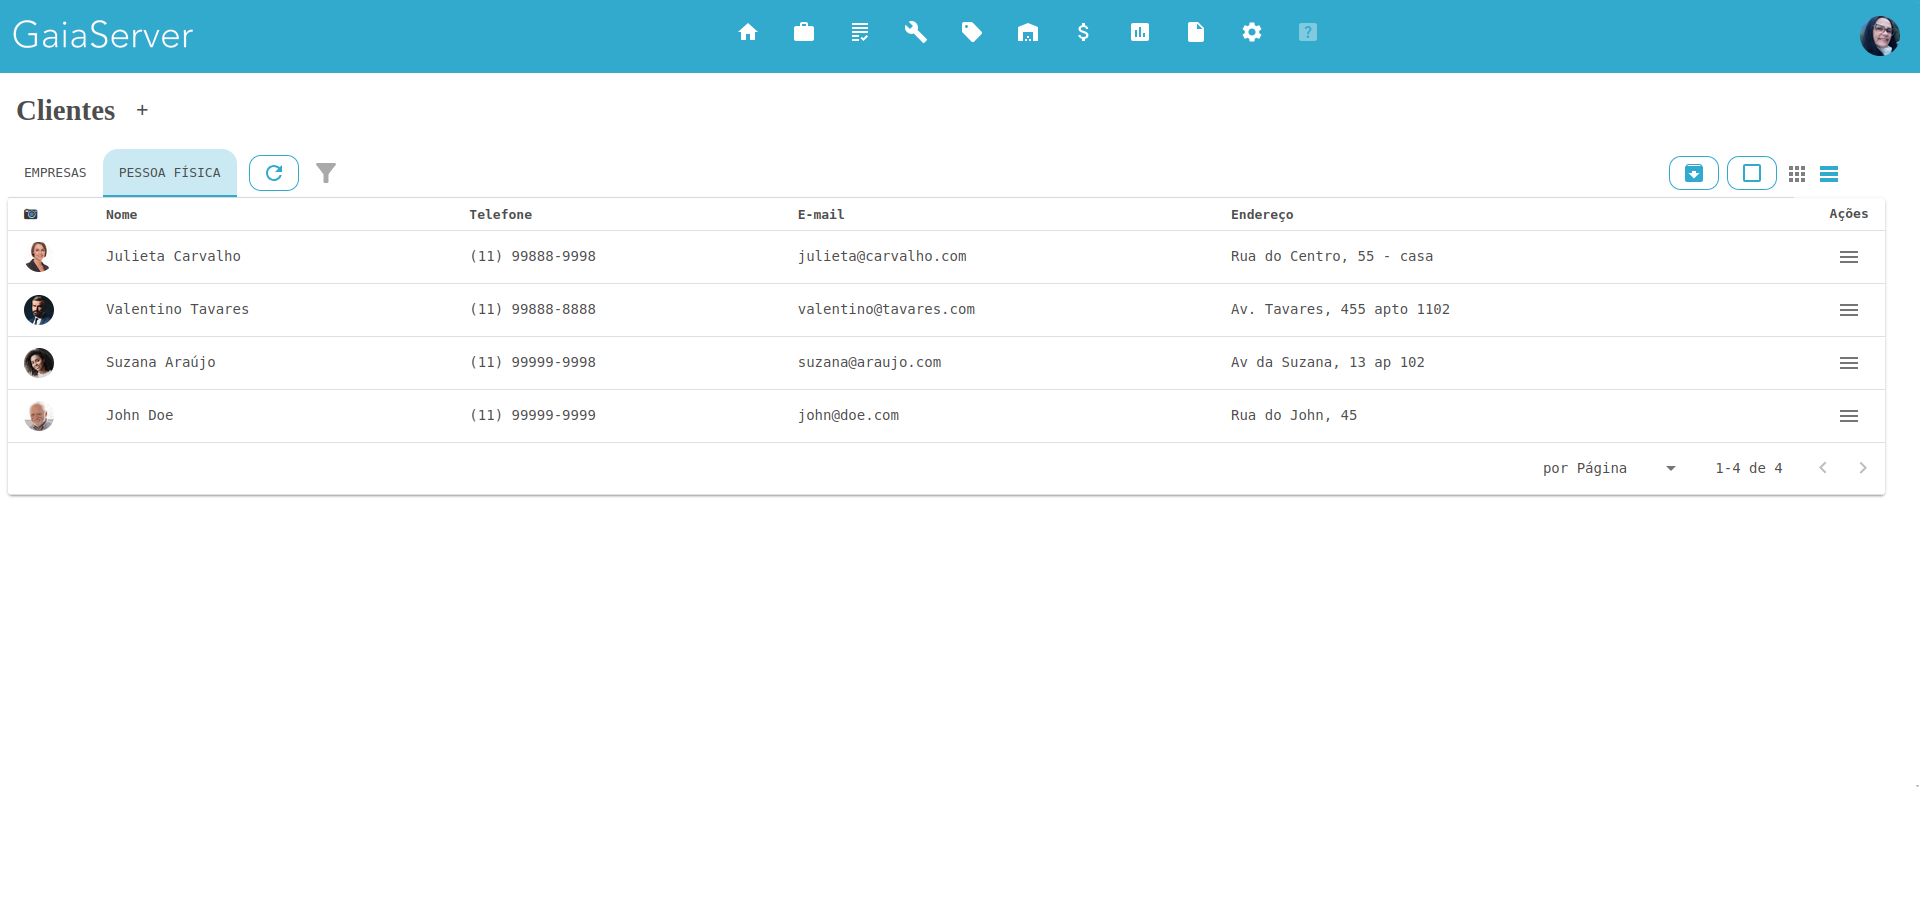 GaiaServer
$ ?
Clientes +
EMPRESAS PESSOA FÍSICA
Nome Telefone E-mail Endereço Ações
Julieta Carvalho (11) 99888-9998 julieta@carvalho.com Rua do Centro, 55 - casa
Valentino Tavares (11) 99888-8888 valentino@tavares.com Av. Tavares, 455 apto 1102
Suzana Araújo (11) 99999-9998 suzana@araujo.com Av da Suzana, 13 ap 102
John Doe (11) 99999-9999 john@doe.com Rua do John, 45
por Página 1-4 de 4